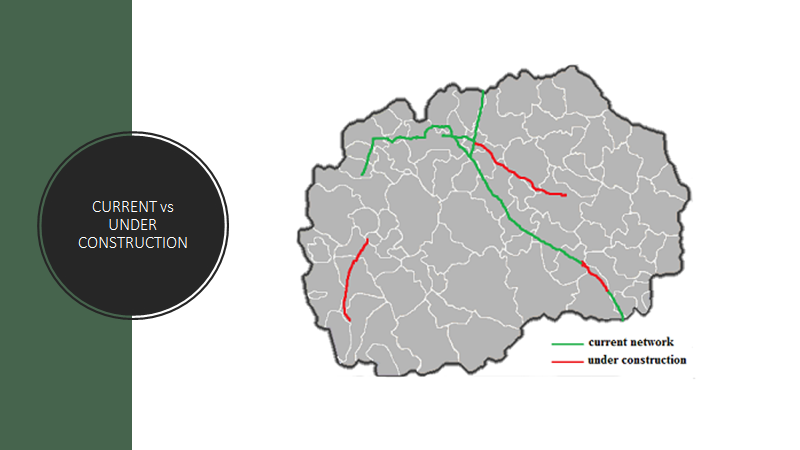 CURRENT vs
UNDER
CONSTRUCTION
current network
under construction